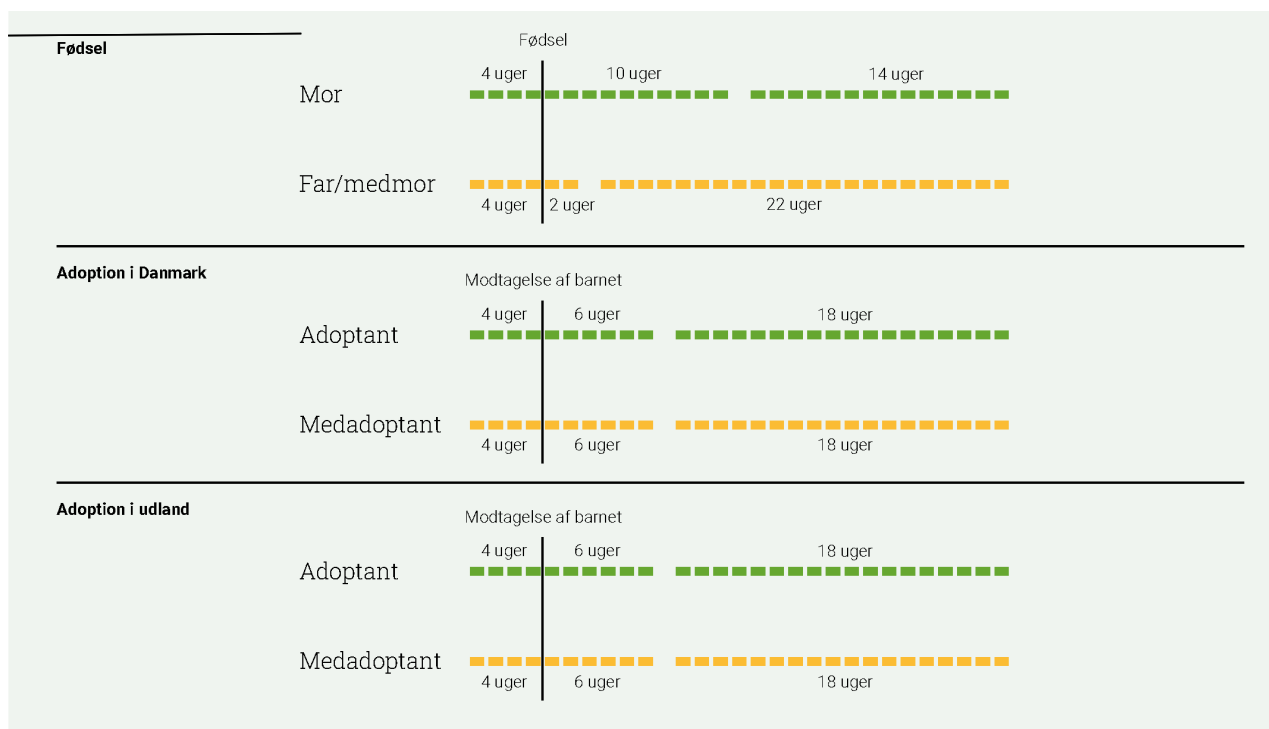 Fødsel
Fødsel
4 uger 10 uger 14 uger
Mor
Far/medmor
4 uger 2 uger 22 uger
Adoption i Danmark
Modtagelse af barnet
4 uger 6 uger 18 uger
Adoptant
Medadoptant
4 uger 6 uger 18 uger
Adoption i udland
Modtagelse af barnet
4 uger 6 uger 18 uger
Adoptant
Medadoptant
4 uger 6 uger 18 uger